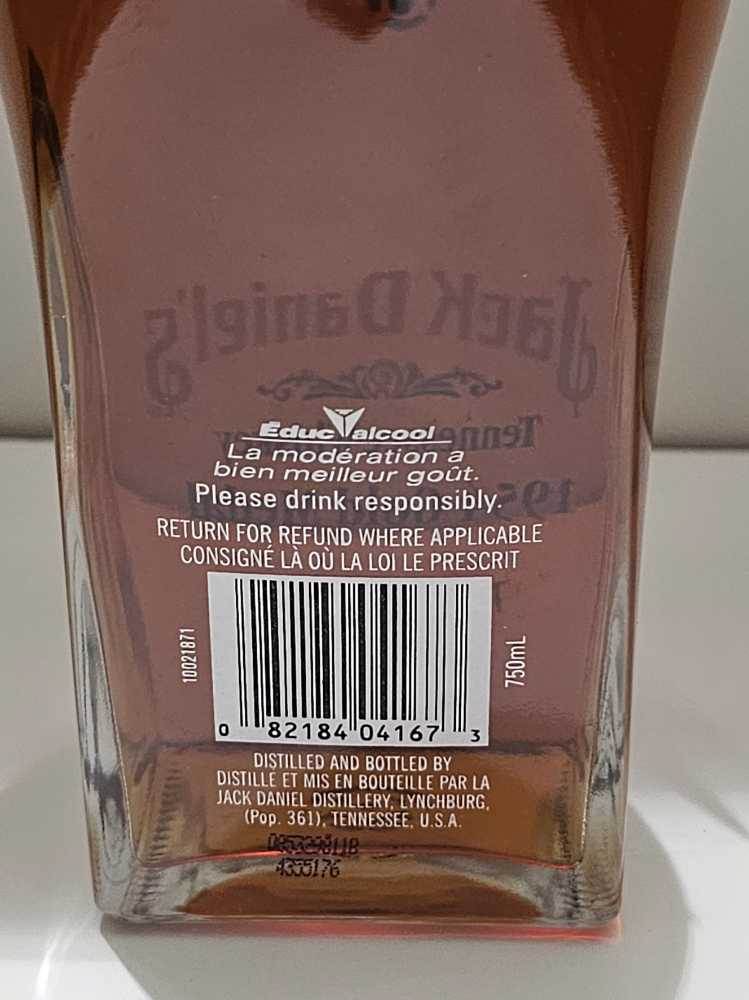 Jack Daniel's
Éduc alcool
La modération a
bien meilleur goût.
Please drink responsibly.
RETURN FOR REFUND WHERE APPLICABLE
CONSIGNÉ LÀ OÙ LA LOI LE PRESCRIT
10021871
750mL
0 82184 04167 3
DISTILLED AND BOTTLED BY
DISTILLE ET MIS EN BOUTEILLE PAR LA
JACK DANIEL DISTILLERY, LYNCHBURG,
(Pop. 361), TENNESSEE, U.S.A.
4355176